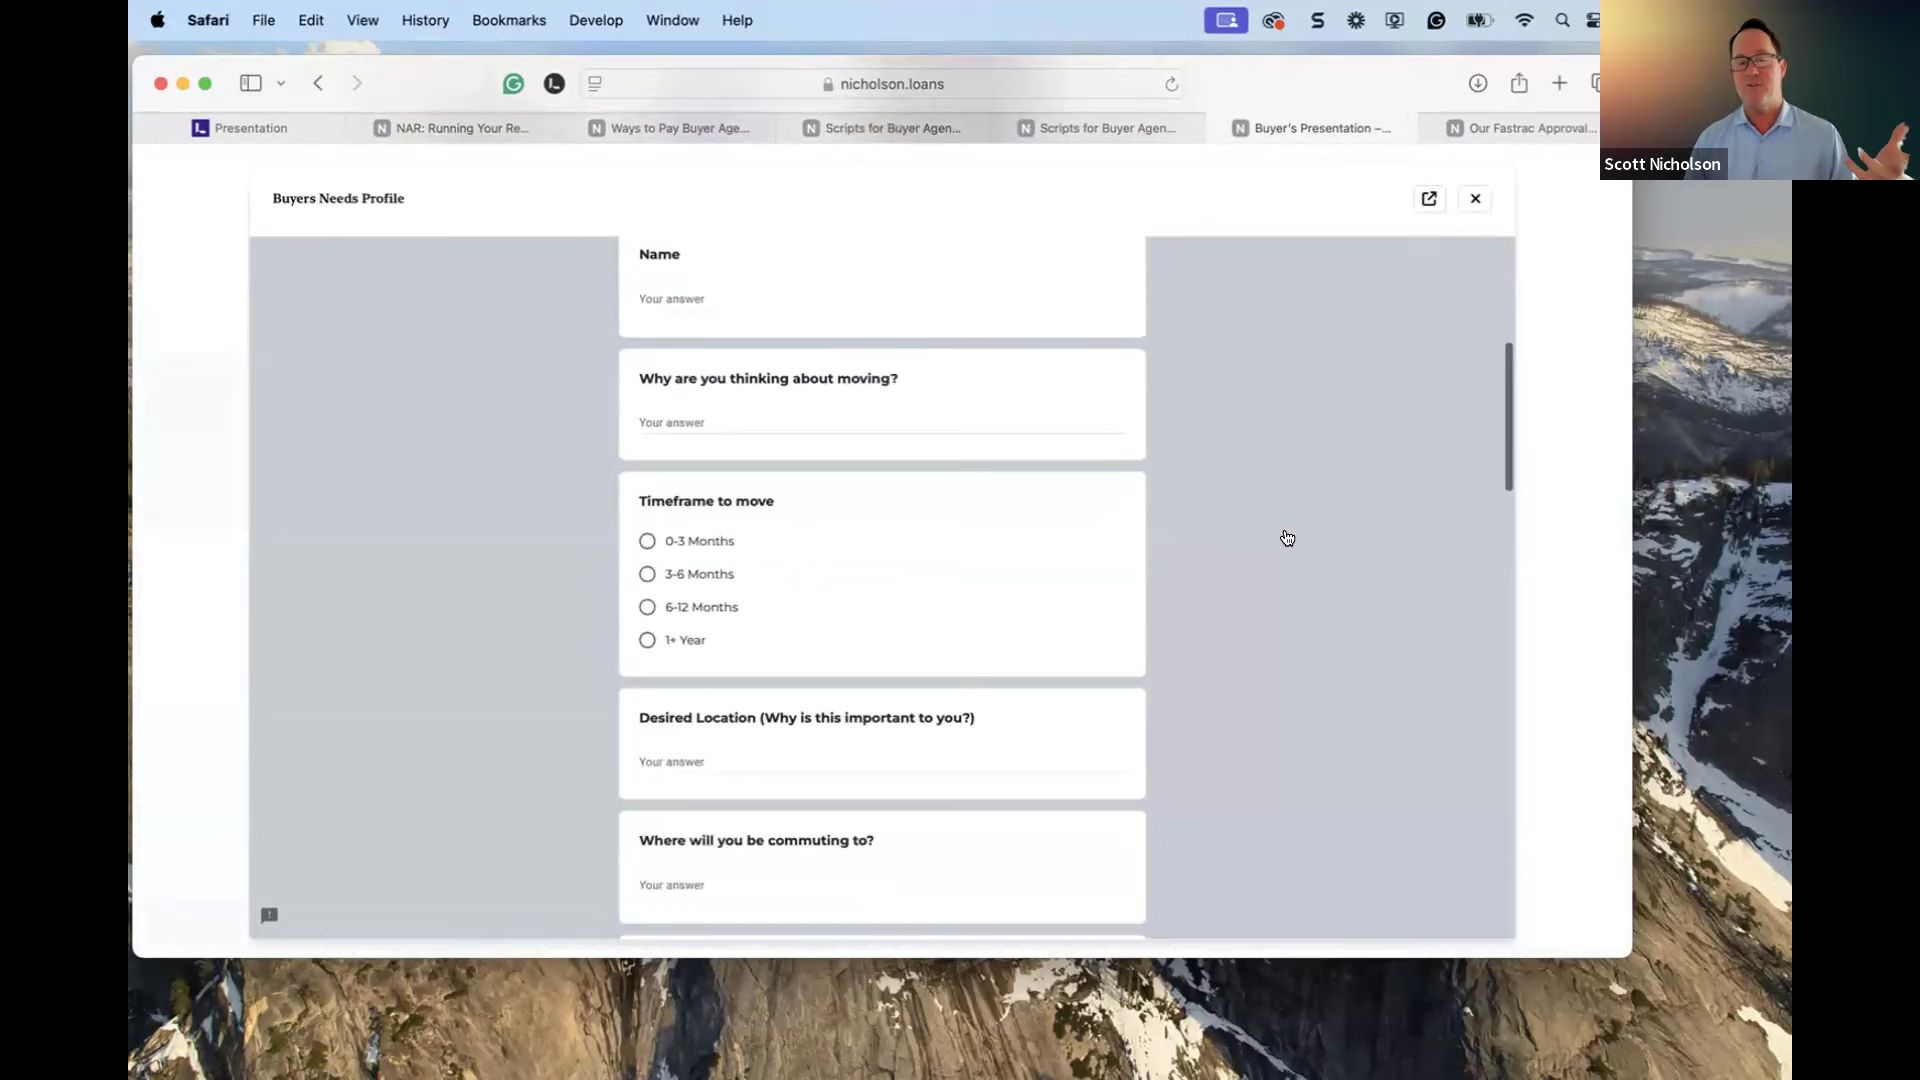 Safari File Edit View History Bookmarks Develop Window Help
nicholson.loans
Presentation
NAR: Running Your Re...
Ways to Pay Buyer Age...
Scripts for Buyer Agen...
Scripts for Buyer Agen...
Buyer's Presentation –...
Our Fastrac Approval...
Scott Nicholson
Buyers Needs Profile
Name
Your answer
Why are you thinking about moving?
Your answer
Timeframe to move
0-3 Months
3-6 Months
6-12 Months
1+ Year
Desired Location (Why is this important to you?)
Your answer
Where will you be commuting to?
Your answer